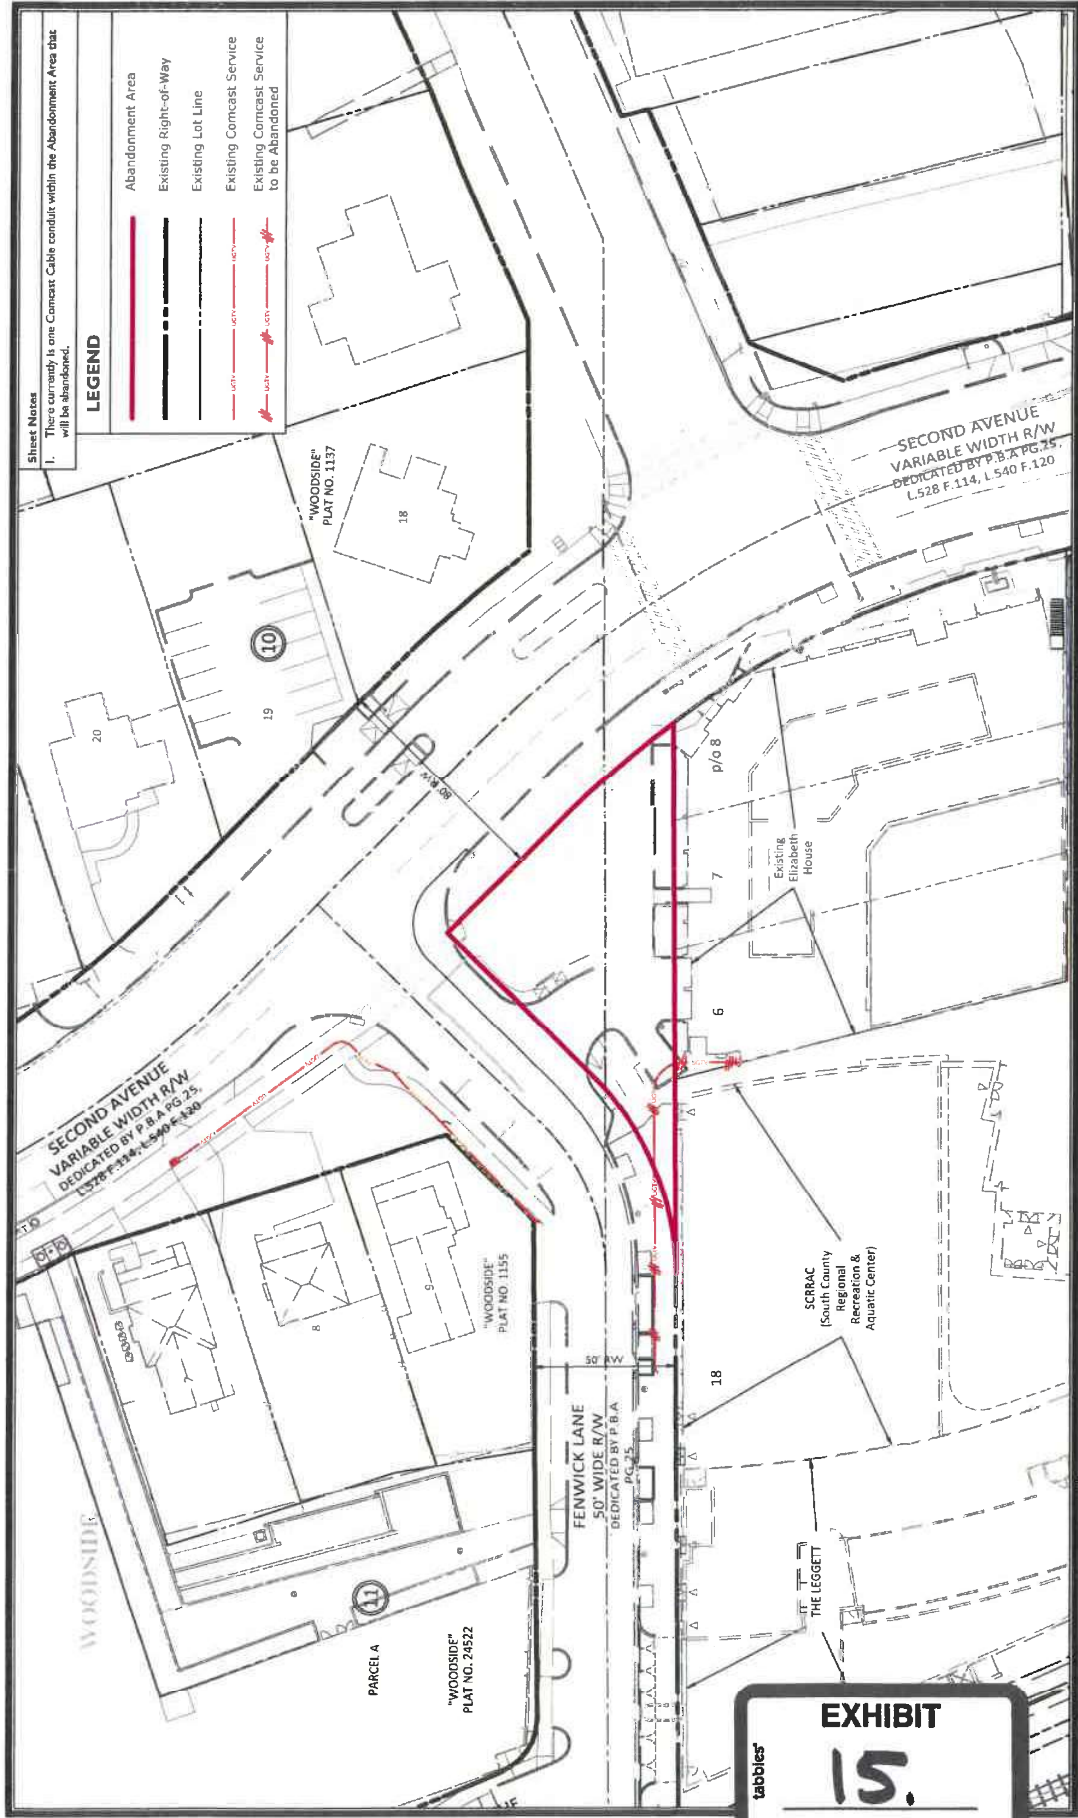 Sheet Notes
1. There currently is one Comcast Cable conduit within the Abandonment Area that
will be abandoned.
LEGEND
Abandonment Area
Existing Right-of-Way
Existing Lot Line
Existing Comcast Service
Existing Comcast Service
to be Abandoned
UCTV
UCTV
UCTV
UCTV
20
19
10
"WOODSIDE"
PLAT NO. 1137
18
80' R/W
SECOND AVENUE
VARIABLE WIDTH R/W
DEDICATED BY P.B.A PG.25,
L.528 F.114, L.540 F.120
SECOND AVENUE
VARIABLE WIDTH R/W
DEDICATED BY P.B.A PG.25,
L.528 F.114, L.540 F.120
7
8
9
"WOODSIDE"
PLAT NO. 1155
WOODSIDE
11
PARCEL A
"WOODSIDE"
PLAT NO. 24522
50' R/W
FENWICK LANE
50' WIDE R/W
DEDICATED BY P.B.A
PG.25
p/o 8
7
6
18
Existing
Elizabeth
House
SCRRAC
(South County
Regional
Recreation &
Aquatic Center)
THE LEGGETT
tabbies'
EXHIBIT
15.